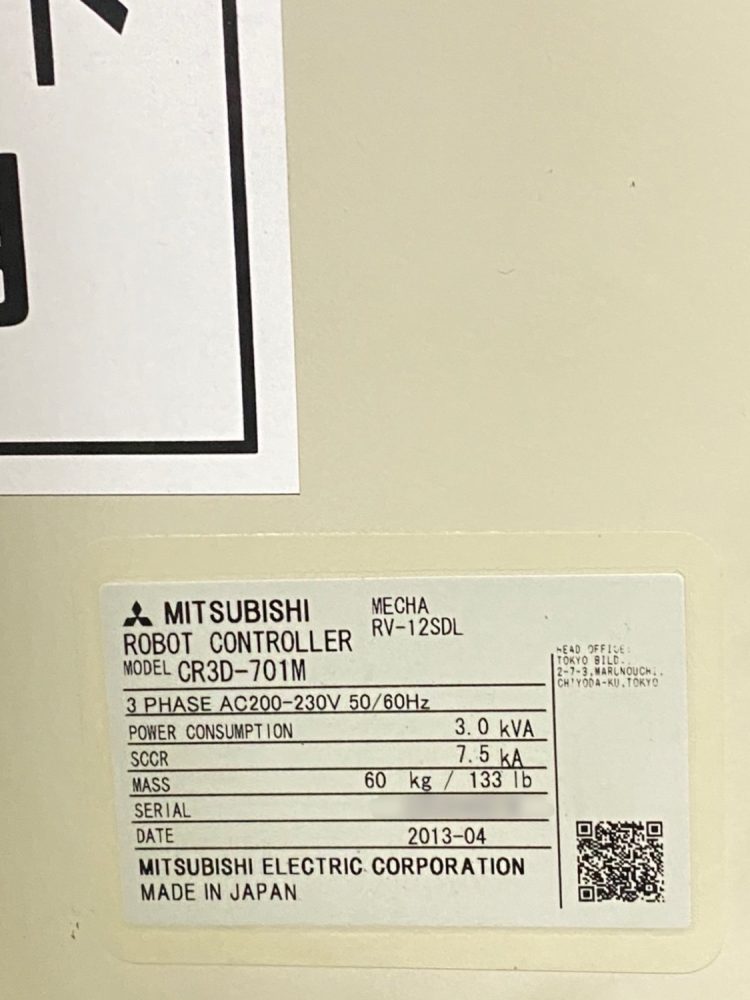 MITSUBISHI
MECHA
ROBOT CONTROLLER
RV-12SDL
MODEL CR3D-701M
HEAD OFFICE:
TOKYO BILD.
2-7-3, MARUNOUCHI,
CHIYODA-KU, TOKYO
3 PHASE AC200-230V 50/60Hz
POWER CONSUMPTION 3.0 kVA
SCCR 7.5 kA
MASS 60 kg / 133 lb
SERIAL
DATE 2013-04
MITSUBISHI ELECTRIC CORPORATION
MADE IN JAPAN